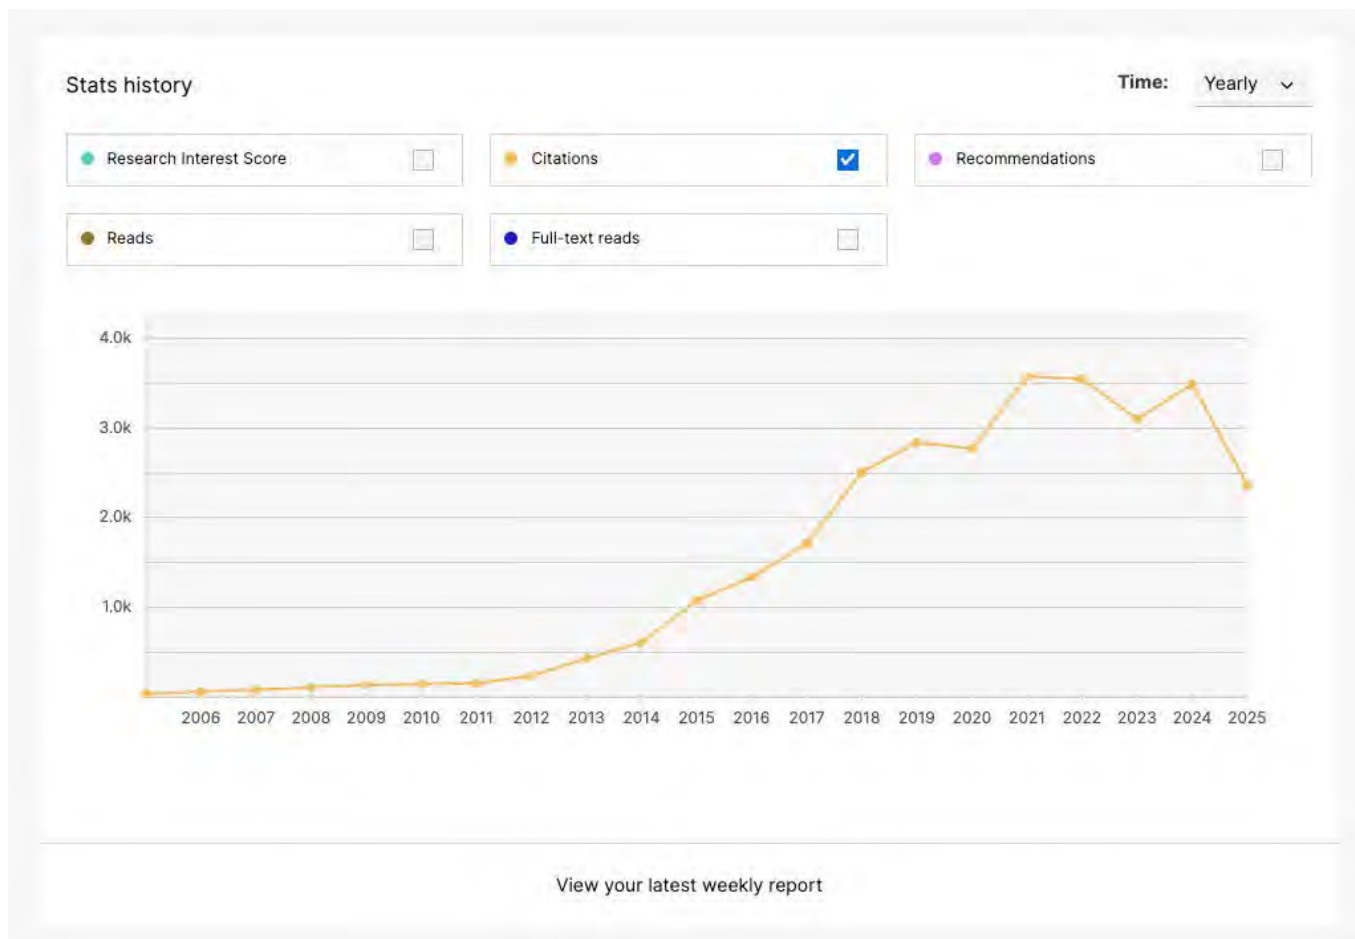 Stats history
Time: Yearly
Research Interest Score
Citations
Recommendations
Reads
Full-text reads
4.0k
3.0k
2.0k
1.0k
2006 2007 2008 2009 2010 2011 2012 2013 2014 2015 2016 2017 2018 2019 2020 2021 2022 2023 2024 2025
View your latest weekly report